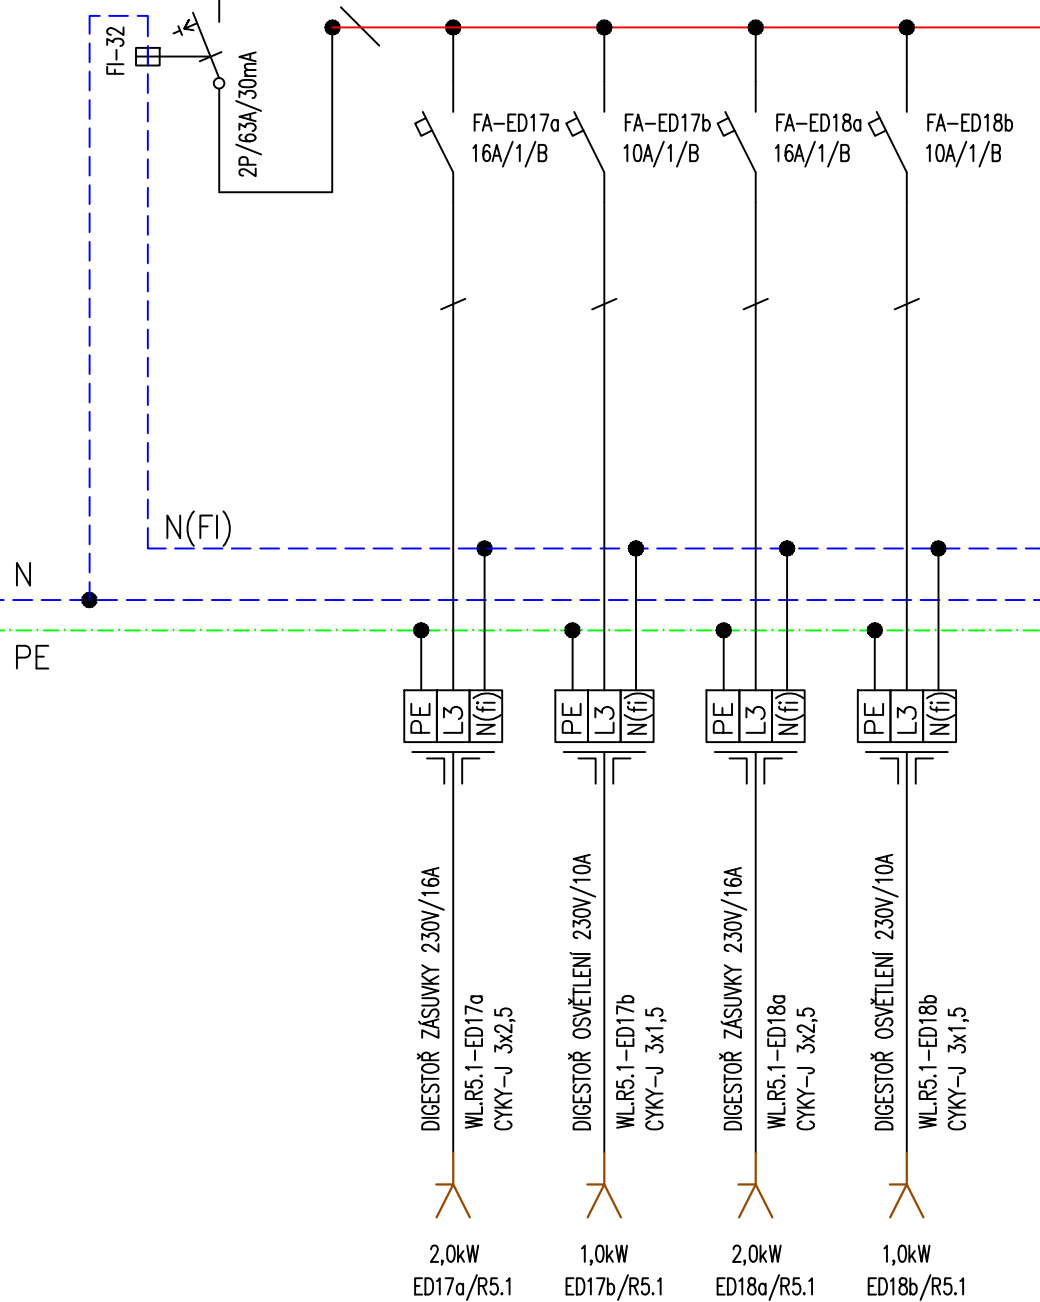 FI-32
2P/63A/30mA
FA-ED17a
16A/1/B
FA-ED17b
10A/1/B
FA-ED18a
16A/1/B
FA-ED18b
10A/1/B
N(FI)
N
PE
PE
L3
N(fi)
PE
L3
N(fi)
PE
L3
N(fi)
PE
L3
N(fi)
DIGESTOŘ ZÁSUVKY 230V/16A
WL.R5.1-ED17a
CYKY-J 3x2,5
DIGESTOŘ OSVĚTLENÍ 230V/10A
WL.R5.1-ED17b
CYKY-J 3x1,5
DIGESTOŘ ZÁSUVKY 230V/16A
WL.R5.1-ED18a
CYKY-J 3x2,5
DIGESTOŘ OSVĚTLENÍ 230V/10A
WL.R5.1-ED18b
CYKY-J 3x1,5
2,0kW
ED17a/R5.1
1,0kW
ED17b/R5.1
2,0kW
ED18a/R5.1
1,0kW
ED18b/R5.1